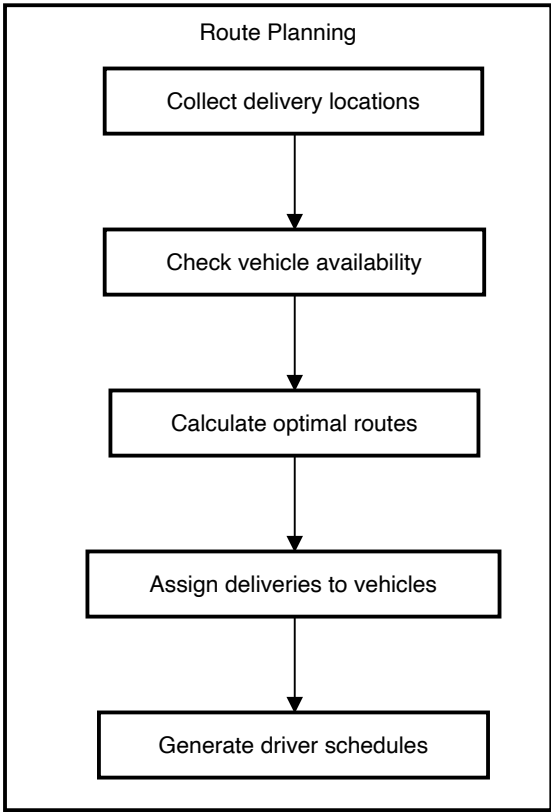 Route Planning
Collect delivery locations
Check vehicle availability
Calculate optimal routes
Assign deliveries to vehicles
Generate driver schedules